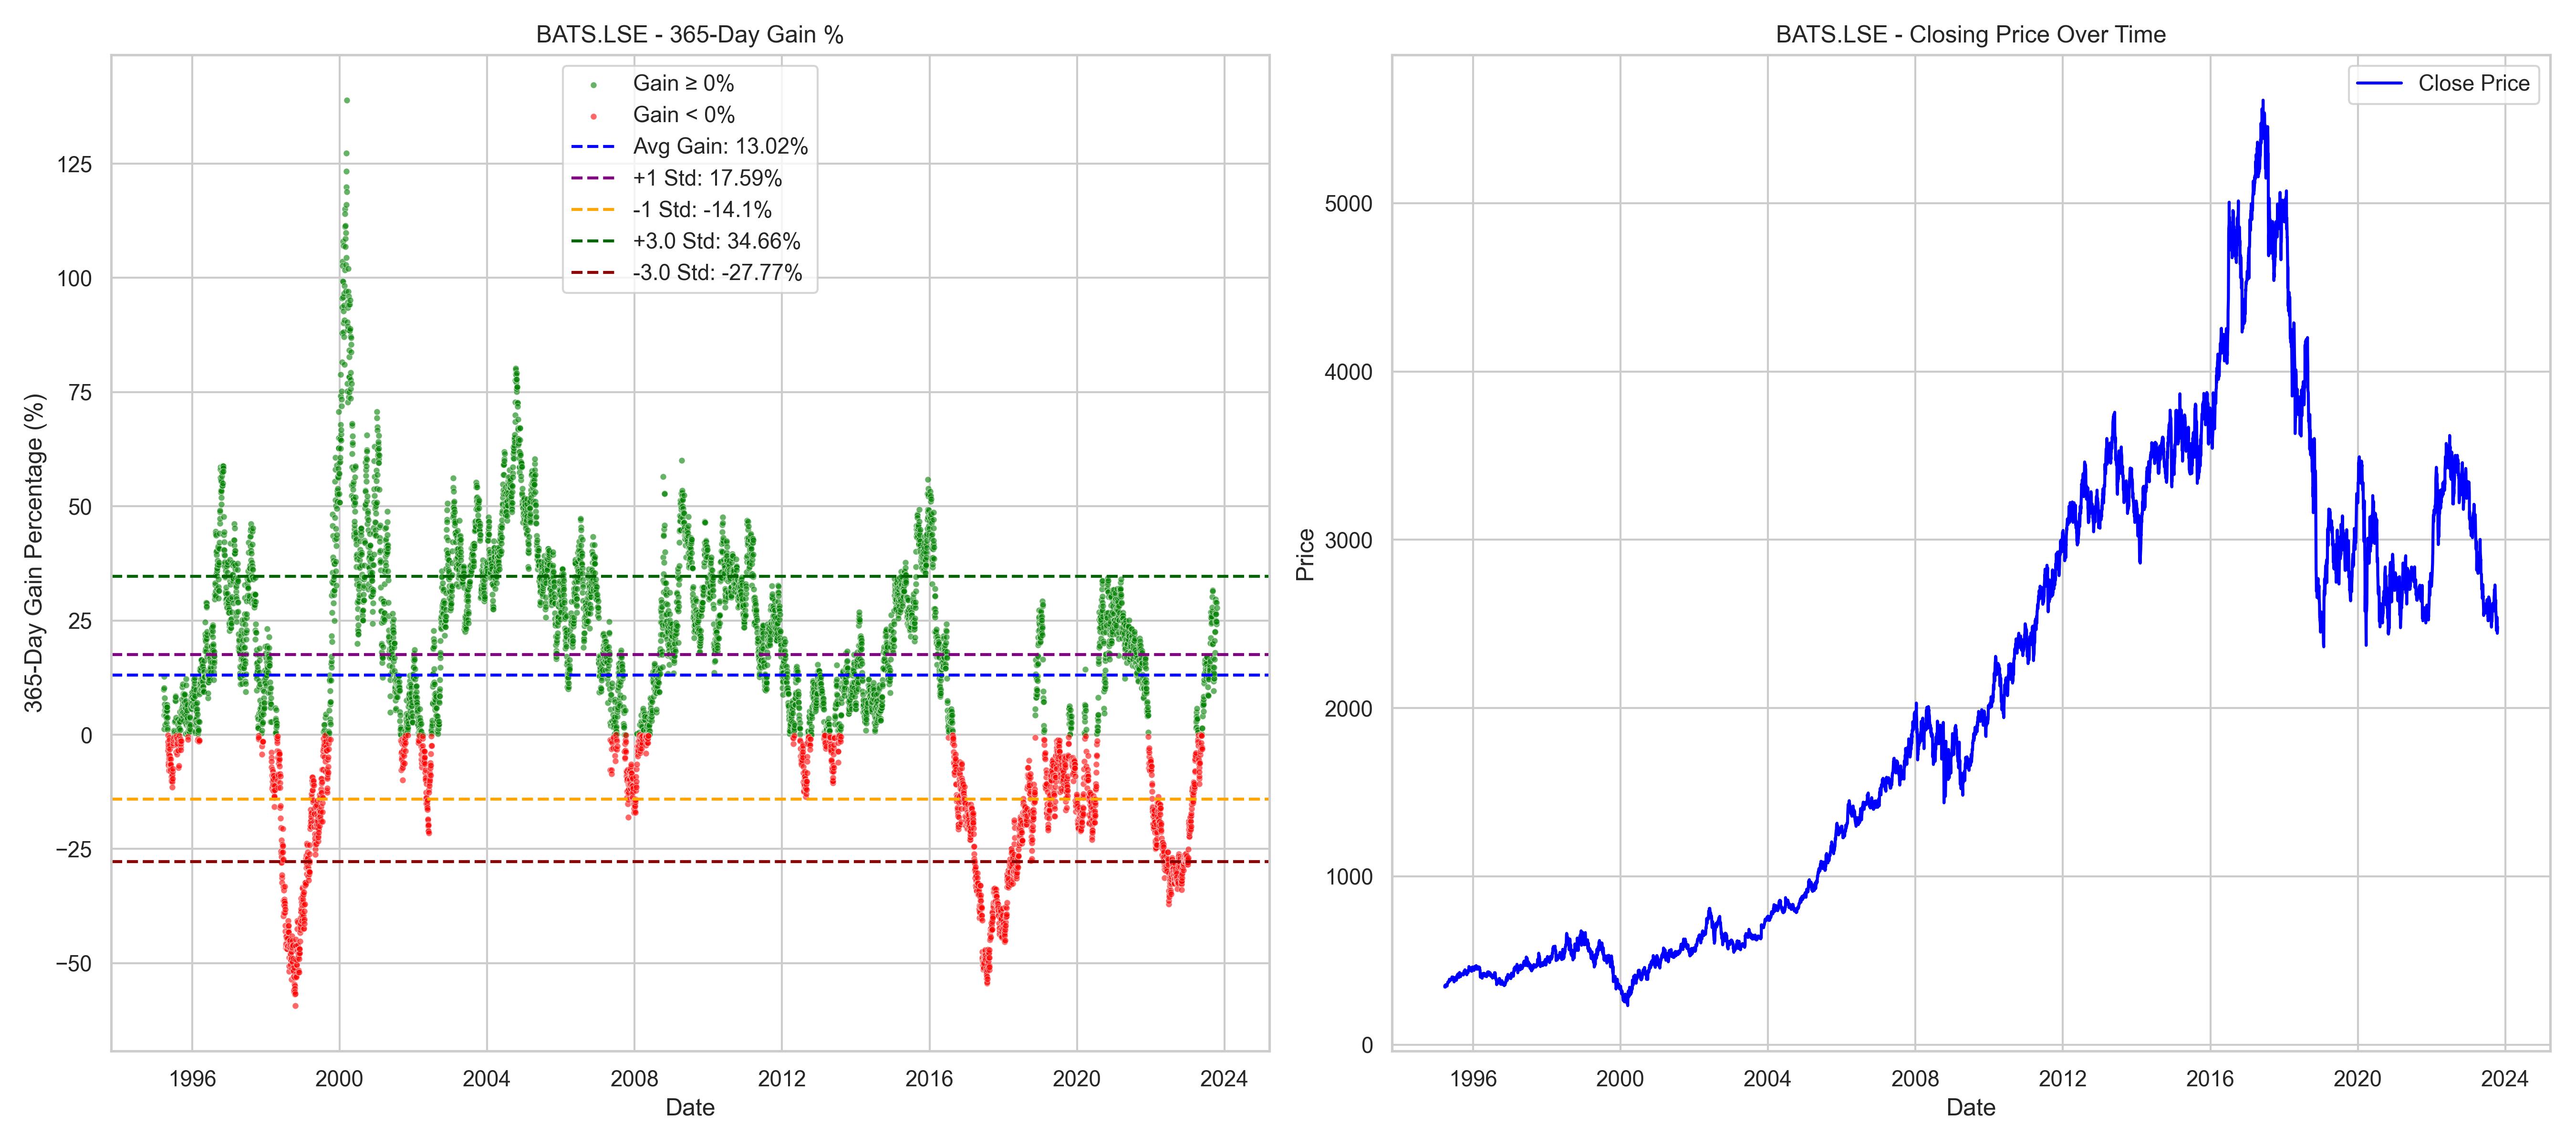 BATS.LSE - 365-Day Gain %
Gain ≥ 0%
Gain < 0%
Avg Gain: 13.02%
+1 Std: 17.59%
-1 Std: -14.1%
+3.0 Std: 34.66%
-3.0 Std: -27.77%
365-Day Gain Percentage (%)
125
100
75
50
25
0
−25
−50
1996 2000 2004 2008 2012 2016 2020 2024
Date
BATS.LSE - Closing Price Over Time
Close Price
Price
5000
4000
3000
2000
1000
0
1996 2000 2004 2008 2012 2016 2020 2024
Date